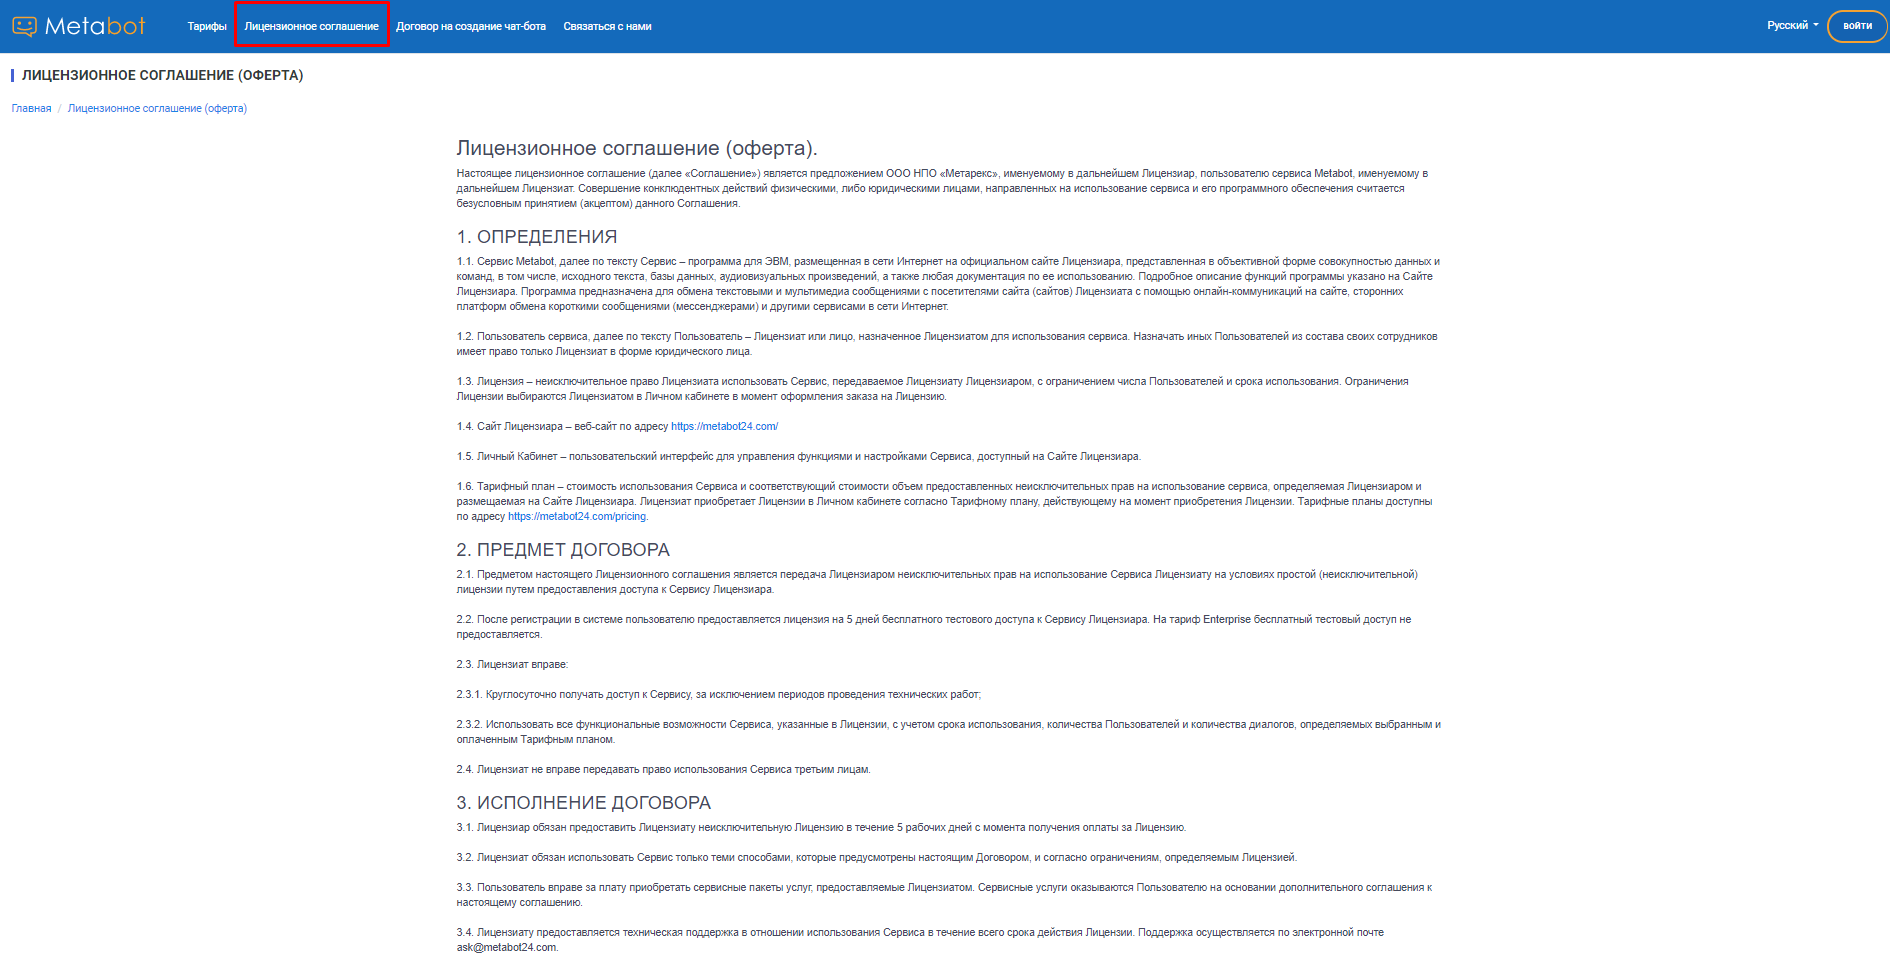 Metabot
Тарифы
Лицензионное соглашение
Договор на создание чат-бота
Связаться с нами
Русский
ВОЙТИ
ЛИЦЕНЗИОННОЕ СОГЛАШЕНИЕ (ОФЕРТА)
Главная / Лицензионное соглашение (оферта)
Лицензионное соглашение (оферта).
Настоящее лицензионное соглашение (далее «Соглашение») является предложением ООО НПО «Метарекс», именуемому в дальнейшем Лицензиар, пользователю сервиса Metabot, именуемому в
дальнейшем Лицензиат. Совершение конклюдентных действий физическими, либо юридическими лицами, направленных на использование сервиса и его программного обеспечения считается
безусловным принятием (акцептом) данного Соглашения.
1. ОПРЕДЕЛЕНИЯ
1.1. Сервис Metabot, далее по тексту Сервис – программа для ЭВМ, размещенная в сети Интернет на официальном сайте Лицензиара, представленная в объективной форме совокупностью данных и
команд, в том числе, исходного текста, базы данных, аудиовизуальных произведений, а также любая документация по ее использованию. Подробное описание функций программы указано на Сайте
Лицензиара. Программа предназначена для обмена текстовыми и мультимедиа сообщениями с посетителями сайта (сайтов) Лицензиата с помощью онлайн-коммуникаций на сайте, сторонних
платформ обмена короткими сообщениями (мессенджерами) и другими сервисами в сети Интернет.
1.2. Пользователь сервиса, далее по тексту Пользователь – Лицензиат или лицо, назначенное Лицензиатом для использования сервиса. Назначать иных Пользователей из состава своих сотрудников
имеет право только Лицензиат в форме юридического лица.
1.3. Лицензия – неисключительное право Лицензиата использовать Сервис, передаваемое Лицензиату Лицензиаром, с ограничением числа Пользователей и срока использования. Ограничения
Лицензии выбираются Лицензиатом в Личном кабинете в момент оформления заказа на Лицензию.
1.4. Сайт Лицензиара – веб-сайт по адресу https://metabot24.com/
1.5. Личный Кабинет – пользовательский интерфейс для управления функциями и настройками Сервиса, доступный на Сайте Лицензиара.
1.6. Тарифный план – стоимость использования Сервиса и соответствующий стоимости объем предоставленных неисключительных прав на использование сервиса, определяемая Лицензиаром и
размещаемая на Сайте Лицензиара. Лицензиат приобретает Лицензии в Личном кабинете согласно Тарифному плану, действующему на момент приобретения Лицензии. Тарифные планы доступны
по адресу https://metabot24.com/pricing.
2. ПРЕДМЕТ ДОГОВОРА
2.1. Предметом настоящего Лицензионного соглашения является передача Лицензиаром неисключительных прав на использование Сервиса Лицензиату на условиях простой (неисключительной)
лицензии путем предоставления доступа к Сервису Лицензиара.
2.2. После регистрации в системе пользователю предоставляется лицензия на 5 дней бесплатного тестового доступа к Сервису Лицензиара. На тариф Enterprise бесплатный тестовый доступ не
предоставляется.
2.3. Лицензиат вправе:
2.3.1. Круглосуточно получать доступ к Сервису, за исключением периодов проведения технических работ;
2.3.2. Использовать все функциональные возможности Сервиса, указанные в Лицензии, с учетом срока использования, количества Пользователей и количества диалогов, определяемых выбранным и
оплаченным Тарифным планом.
2.4. Лицензиат не вправе передавать право использования Сервиса третьим лицам.
3. ИСПОЛНЕНИЕ ДОГОВОРА
3.1. Лицензиар обязан предоставить Лицензиату неисключительную Лицензию в течение 5 рабочих дней с момента получения оплаты за Лицензию.
3.2. Лицензиат обязан использовать Сервис только теми способами, которые предусмотрены настоящим Договором, и согласно ограничениям, определяемым Лицензией.
3.3. Пользователь вправе за плату приобретать сервисные пакеты услуг, предоставляемые Лицензиатом. Сервисные услуги оказываются Пользователю на основании дополнительного соглашения к
настоящему соглашению.
3.4. Лицензиату предоставляется техническая поддержка в отношении использования Сервиса в течение всего срока действия Лицензии. Поддержка осуществляется по электронной почте
ask@metabot24.com.